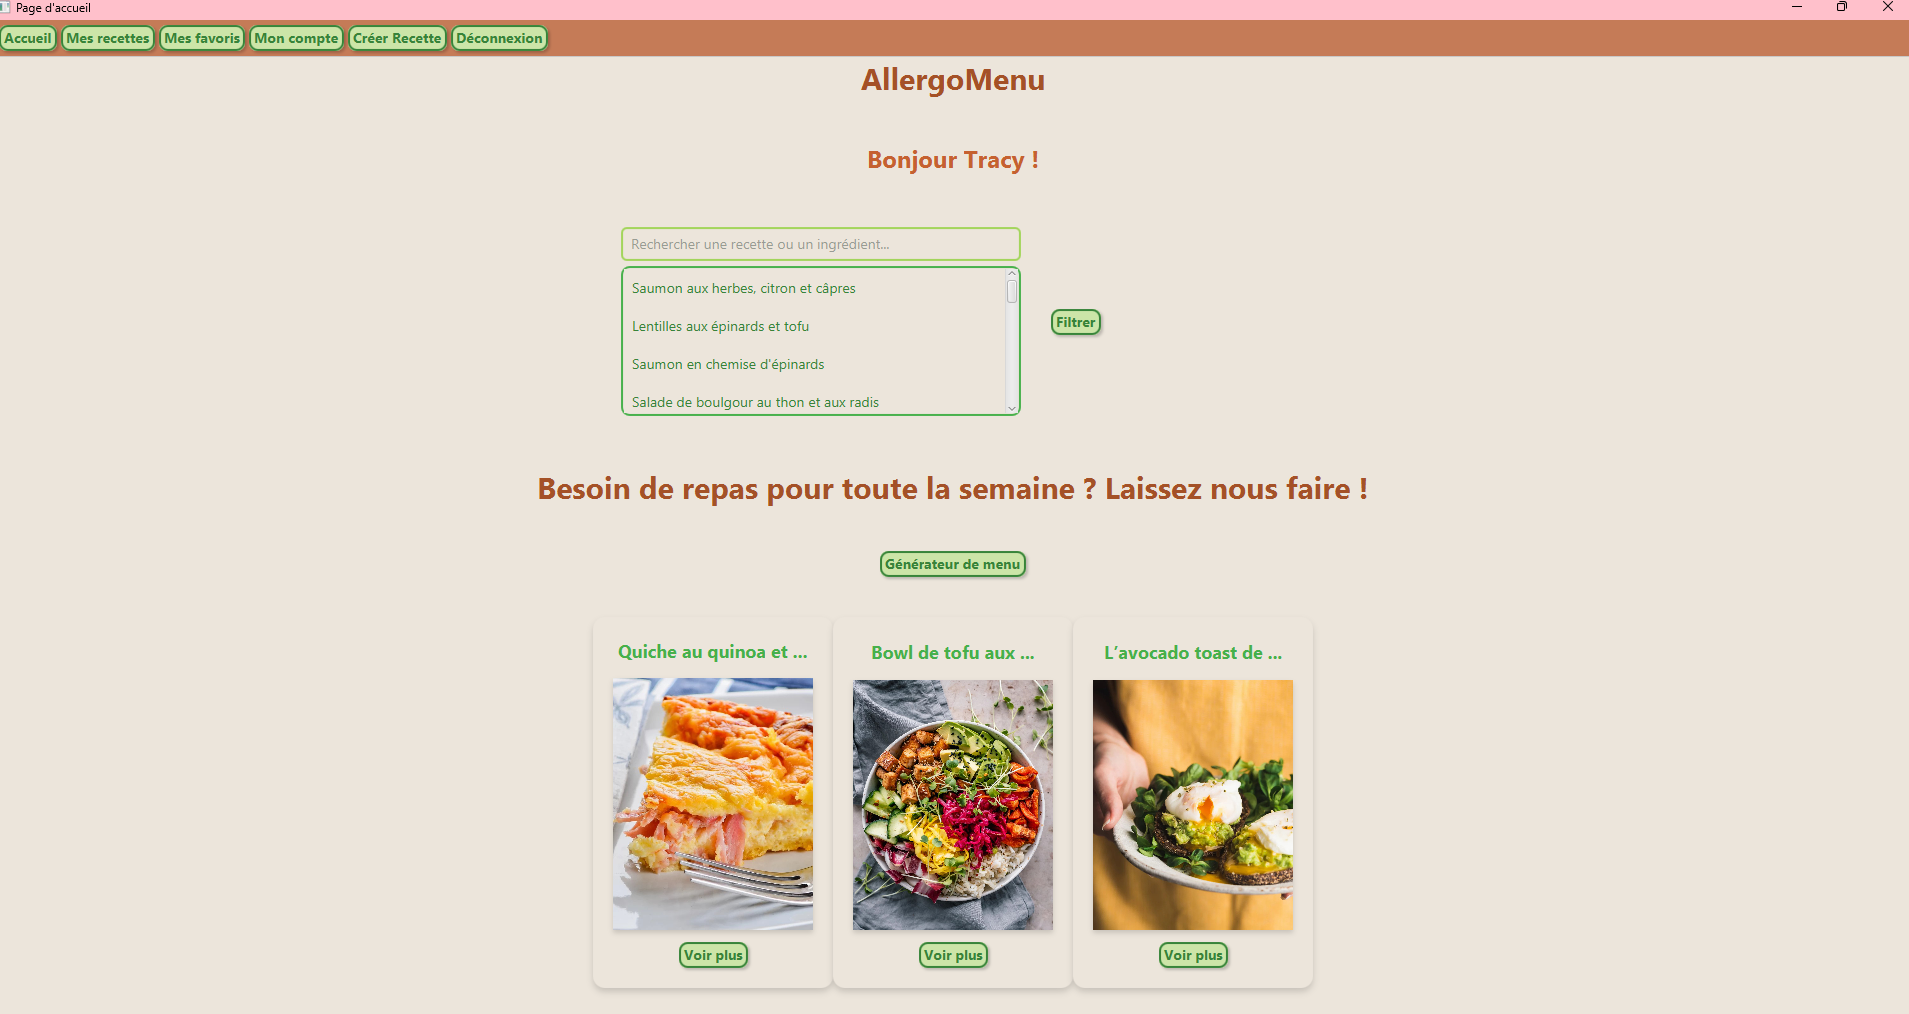 Page d'accueil
Accueil Mes recettes Mes favoris Mon compte Créer Recette Déconnexion
AllergoMenu
Bonjour Tracy !
Rechercher une recette ou un ingrédient...
Saumon aux herbes, citron et câpres
Filtrer
Lentilles aux épinards et tofu
Saumon en chemise d'épinards
Salade de boulgour au thon et aux radis
Besoin de repas pour toute la semaine ? Laissez nous faire !
Générateur de menu
Quiche au quinoa et ...
Bowl de tofu aux ...
L'avocado toast de ...
Voir plus
Voir plus
Voir plus